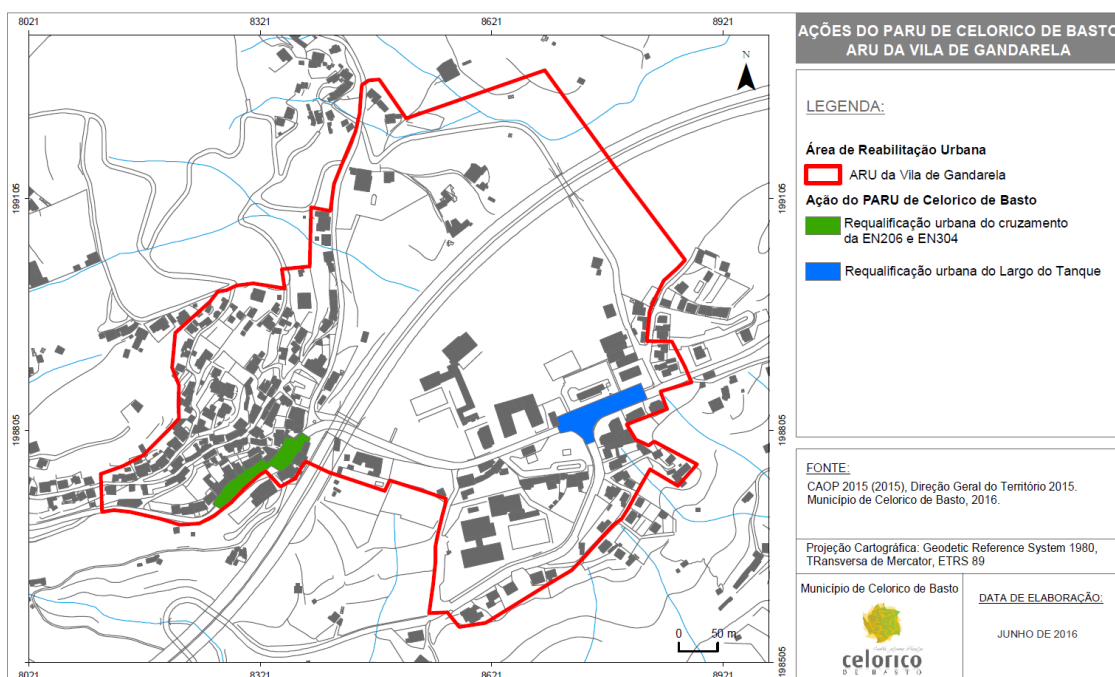 8021 8321 8621 8921
AÇÕES DO PARU DE CELORICO DE BASTO
ARU DA VILA DE GANDARELA
N
LEGENDA:
Área de Reabilitação Urbana
ARU da Vila de Gandarela
Ação do PARU de Celorico de Basto
Requalificação urbana do cruzamento
da EN206 e EN304
Requalificação urbana do Largo do Tanque
199105 199105
198805 198805
FONTE:
CAOP 2015 (2015), Direção Geral do Território 2015.
Município de Celorico de Basto, 2016.
Projeção Cartográfica: Geodetic Reference System 1980,
TRansversa de Mercator, ETRS 89
Município de Celorico de Basto
celorico
DE BASTO
DATA DE ELABORAÇÃO:
JUNHO DE 2016
0 50 m
198505
8021 8321 8621 8921